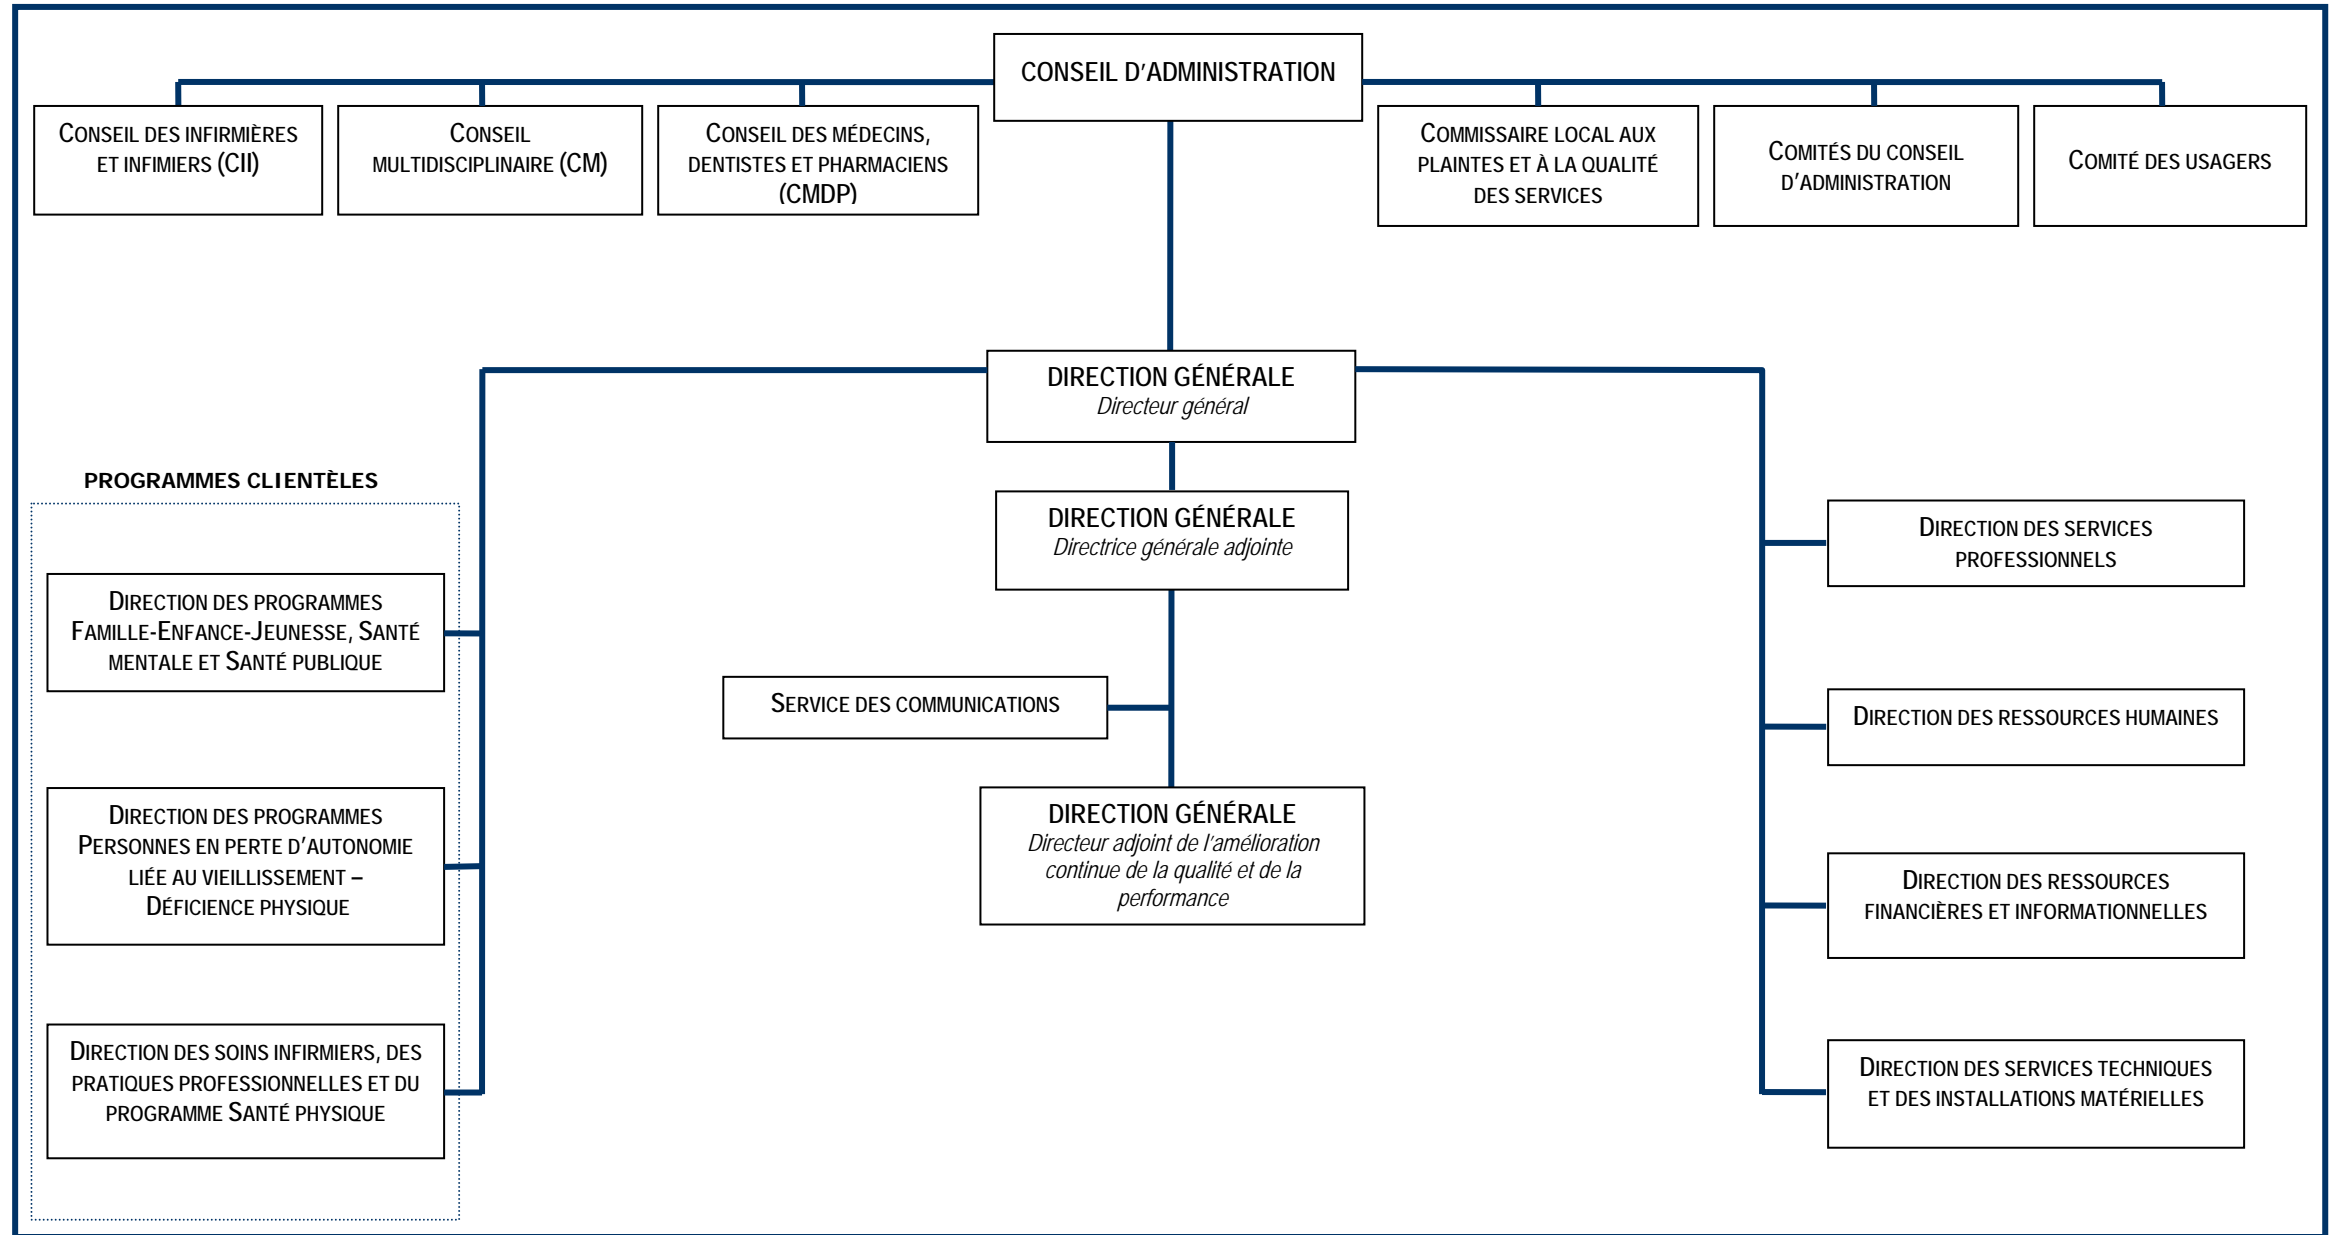 CONSEIL D'ADMINISTRATION
CONSEIL DES INFIRMIÈRES
ET INFIMIERS (CII)
CONSEIL
MULTIDISCIPLINAIRE (CM)
CONSEIL DES MÉDECINS,
DENTISTES ET PHARMACIENS
(CMDP)
COMMISSAIRE LOCAL AUX
PLAINTES ET À LA QUALITÉ
DES SERVICES
COMITÉS DU CONSEIL
D'ADMINISTRATION
COMITÉ DES USAGERS
DIRECTION GÉNÉRALE
Directeur général
PROGRAMMES CLIENTÈLES
DIRECTION DES PROGRAMMES
FAMILLE-ENFANCE-JEUNESSE, SANTÉ
MENTALE ET SANTÉ PUBLIQUE
DIRECTION DES PROGRAMMES
PERSONNES EN PERTE D'AUTONOMIE
LIÉE AU VIEILLISSEMENT –
DÉFICIENCE PHYSIQUE
DIRECTION DES SOINS INFIRMIERS, DES
PRATIQUES PROFESSIONNELLES ET DU
PROGRAMME SANTÉ PHYSIQUE
DIRECTION GÉNÉRALE
Directrice générale adjointe
SERVICE DES COMMUNICATIONS
DIRECTION GÉNÉRALE
Directeur adjoint de l'amélioration
continue de la qualité et de la
performance
DIRECTION DES SERVICES
PROFESSIONNELS
DIRECTION DES RESSOURCES HUMAINES
DIRECTION DES RESSOURCES
FINANCIÈRES ET INFORMATIONNELLES
DIRECTION DES SERVICES TECHNIQUES
ET DES INSTALLATIONS MATÉRIELLES